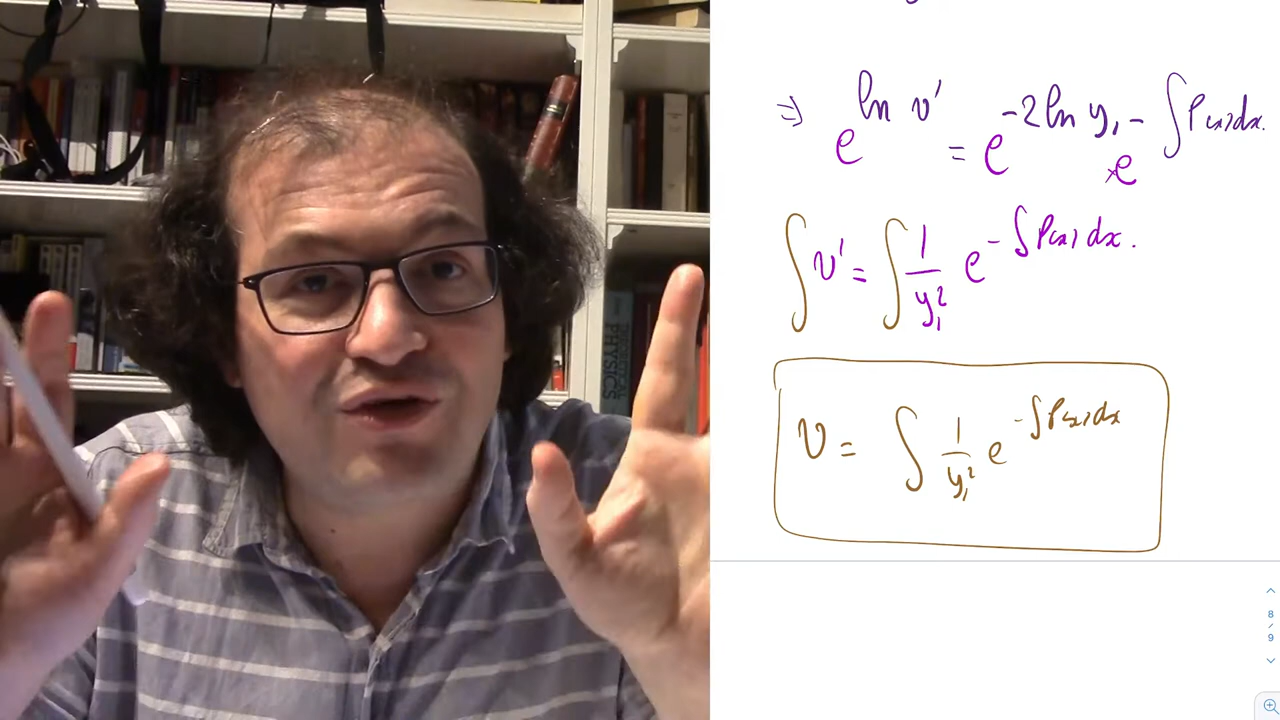 ⇒ e^{ln v'} = e^{-2 ln y₁} × e^{-∫P(x)dx}.
∫v' = ∫ 1/y₁² e^{-∫P(x)dx}.
v = ∫ 1/y₁² e^{-∫P(x)dx}
8
/
9
PHYSICS